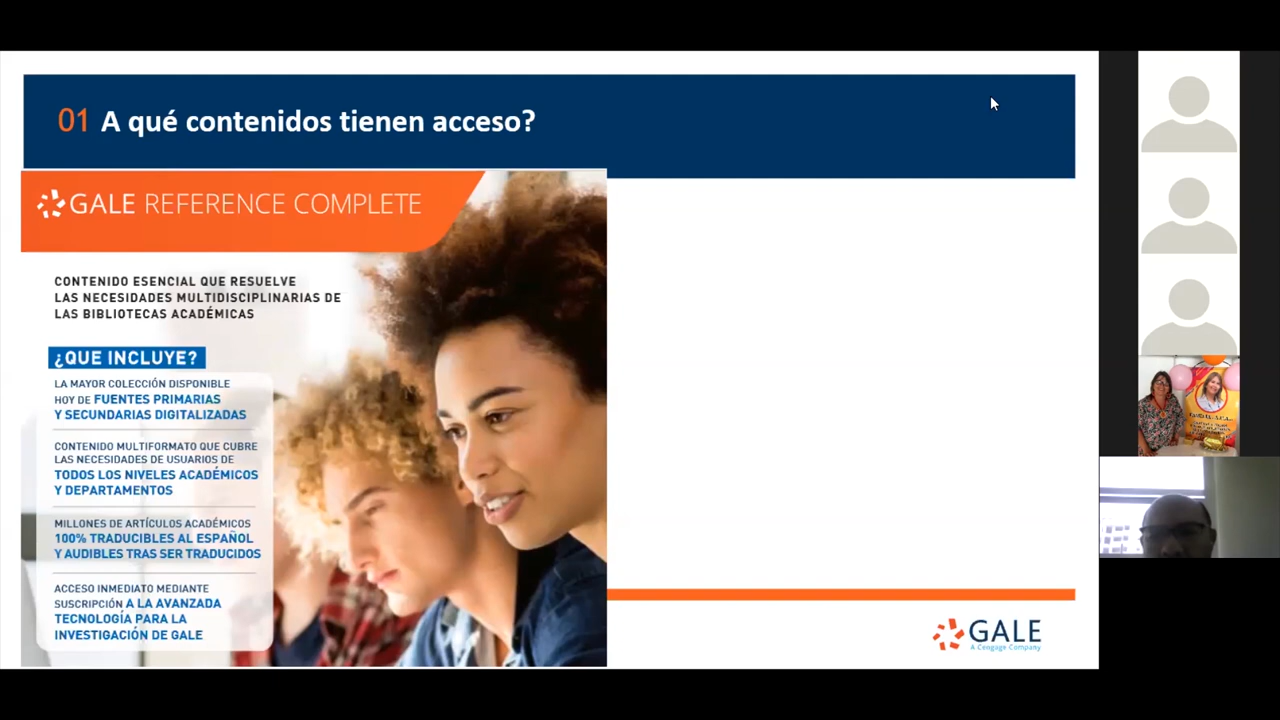 01 A qué contenidos tienen acceso?
GALE REFERENCE COMPLETE
CONTENIDO ESENCIAL QUE RESUELVE
LAS NECESIDADES MULTIDISCIPLINARIAS DE
LAS BIBLIOTECAS ACADÉMICAS
¿QUE INCLUYE?
LA MAYOR COLECCIÓN DISPONIBLE
HOY DE FUENTES PRIMARIAS
Y SECUNDARIAS DIGITALIZADAS
CONTENIDO MULTIFORMATO QUE CUBRE
LAS NECESIDADES DE USUARIOS DE
TODOS LOS NIVELES ACADÉMICOS
Y DEPARTAMENTOS
MILLONES DE ARTÍCULOS ACADÉMICOS
100% TRADUCIBLES AL ESPAÑOL
Y AUDIBLES TRAS SER TRADUCIDOS
ACCESO INMEDIATO MEDIANTE
SUSCRIPCIÓN A LA AVANZADA
TECNOLOGÍA PARA LA
INVESTIGACIÓN DE GALE
GALE
A Cengage Company